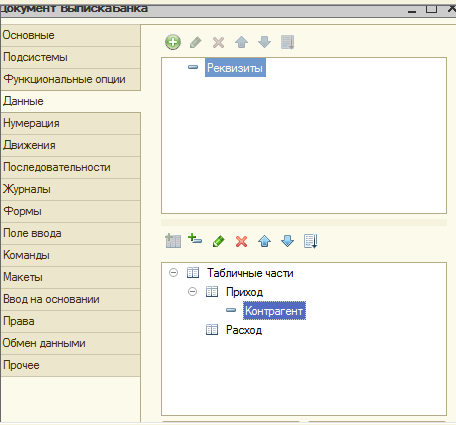 Документ ВыпискаБанка
Основные
Подсистемы
Функциональные опции
Данные
Нумерация
Движения
Последовательности
Журналы
Формы
Поле ввода
Команды
Макеты
Ввод на основании
Права
Обмен данными
Прочее
Реквизиты
Табличные части
Приход
Контрагент
Расход